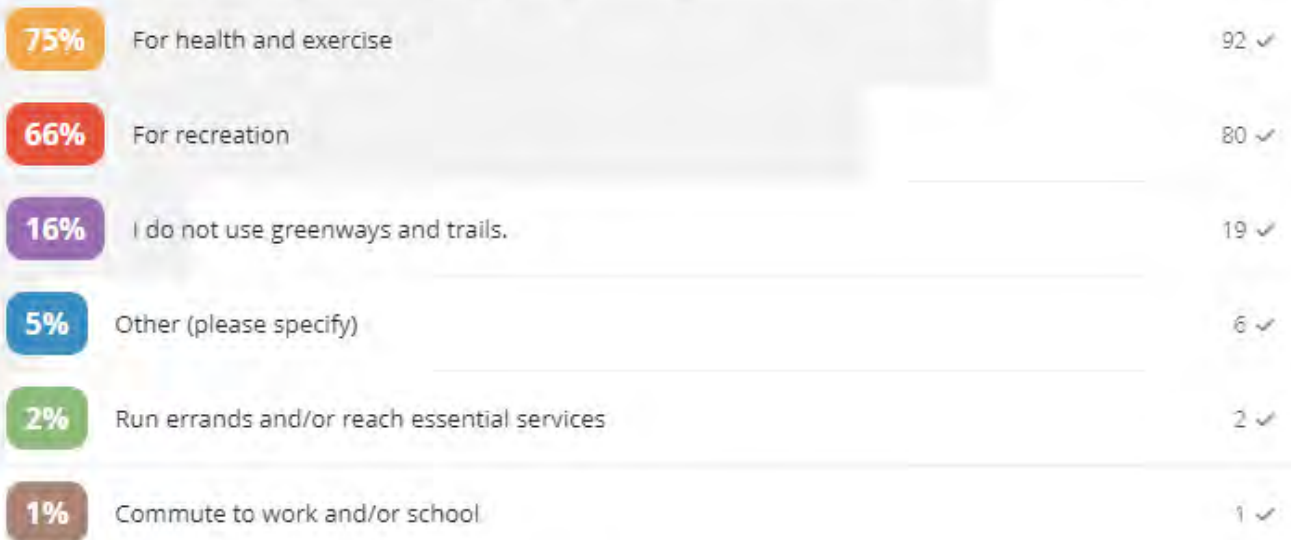 75% For health and exercise 92 ✓
66% For recreation 80 ✓
16% I do not use greenways and trails. 19 ✓
5% Other (please specify) 6 ✓
2% Run errands and/or reach essential services 2 ✓
1% Commute to work and/or school 1 ✓